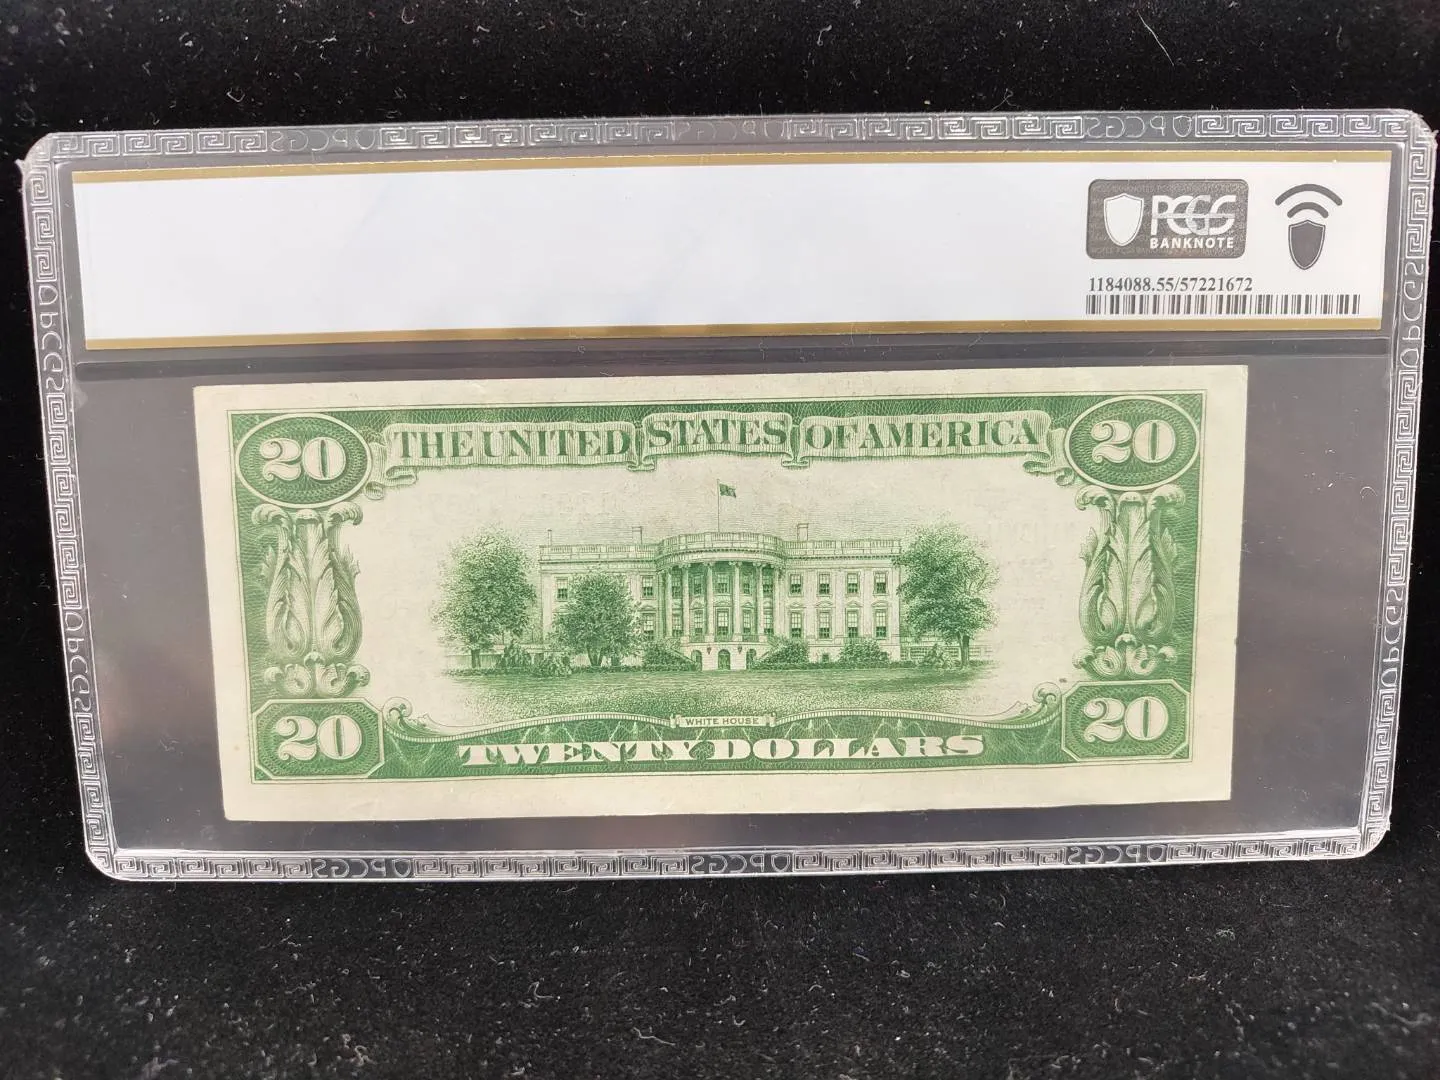 PCGS
BANKNOTE
1184088.55/57221672
20
THE UNITED STATES OF AMERICA
20
WHITE HOUSE
20
TWENTY DOLLARS
20